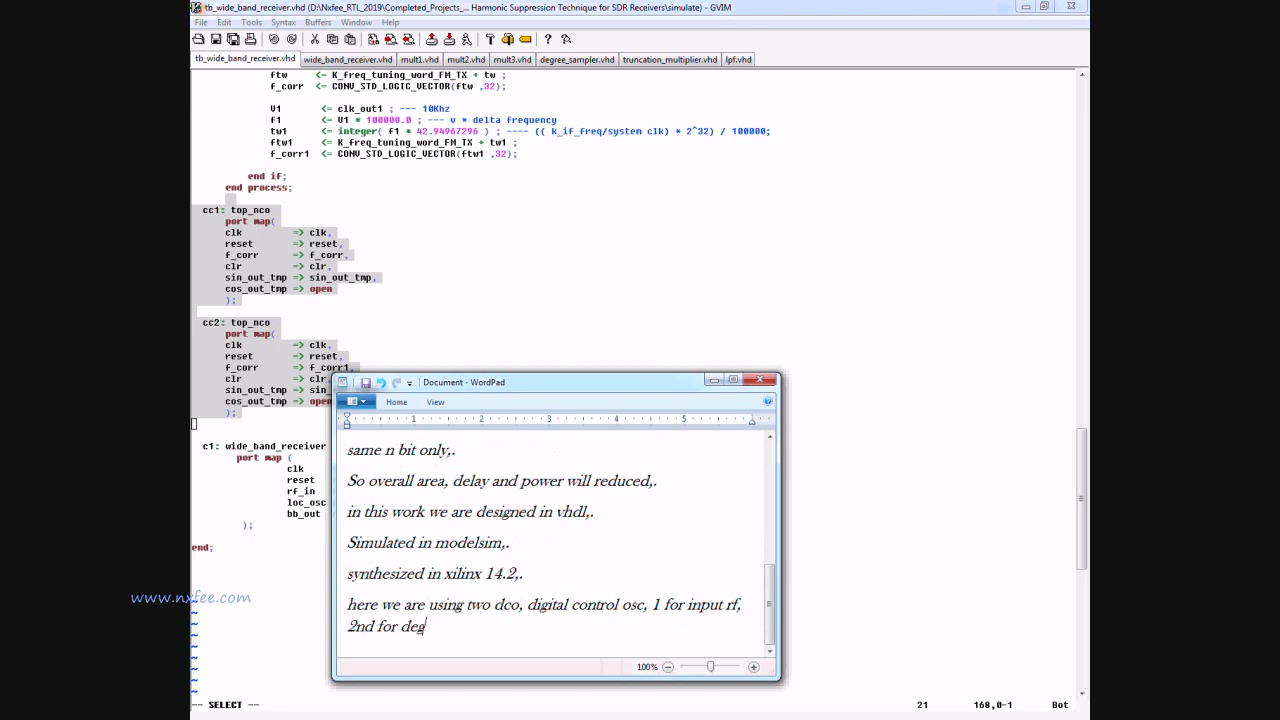 tb_wide_band_receiver.vhd (D:\Nxfee_RTL_2019\Completed_Projects_... Harmonic Suppression Technique for SDR Receivers\simulate) - GVIM
File Edit Tools Syntax Buffers Window Help
tb_wide_band_receiver.vhd wide_band_receiver.vhd mult1.vhd mult2.vhd mult3.vhd degree_sampler.vhd truncation_multiplier.vhd lpf.vhd
ftw <= K_freq_tuning_word_FM_TX + tw ;
f_corr <= CONV_STD_LOGIC_VECTOR(ftw ,32);
V1 <= clk_out1 ; --- 10Khz
f1 <= V1 * 100000.0 ; --- v * delta frequency
tw1 <= integer( f1 * 42.94967296 ) ; ---- (( k_if_freq/system clk) * 2^32) / 100000;
ftw1 <= K_freq_tuning_word_FM_TX + tw1 ;
f_corr1 <= CONV_STD_LOGIC_VECTOR(ftw1 ,32);
end if;
end process;
cc1: top_nco
port map(
clk => clk,
reset => reset,
f_corr => f_corr,
clr => clr,
sin_out_tmp => sin_out_tmp,
cos_out_tmp => open
);
cc2: top_nco
port map(
clk => clk,
reset => reset,
f_corr => f_corr1,
clr => clr,
sin_out_tmp => sin
cos_out_tmp => open
);
c1: wide_band_receiver
port map (
clk
reset
rf_in
loc_osc
bb_out
);
end;
~
~
~
~
~
~
~
~
~
-- SELECT -- 21 168,0-1 Bot
Document - WordPad
Home View
1 2 3 4 5
same n bit only,.
So overall area, delay and power will reduced,.
in this work we are designed in vhdl,.
Simulated in modelsim,.
synthesized in xilinx 14.2,.
here we are using two dco, digital control osc, 1 for input rf,
2nd for deg
100%
www.nxfee.com